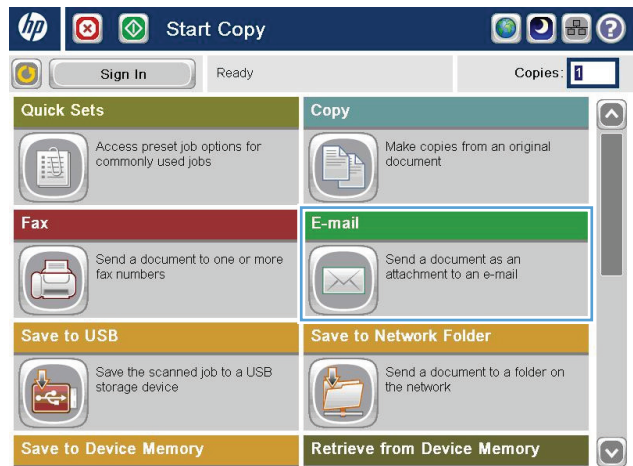 hp
Start Copy
?
Sign In
Ready
Copies: 1
Quick Sets
Copy
Access preset job options for
commonly used jobs
Make copies from an original
document
Fax
E-mail
Send a document to one or more
fax numbers
Send a document as an
attachment to an e-mail
Save to USB
Save to Network Folder
Save the scanned job to a USB
storage device
Send a document to a folder on
the network
Save to Device Memory
Retrieve from Device Memory